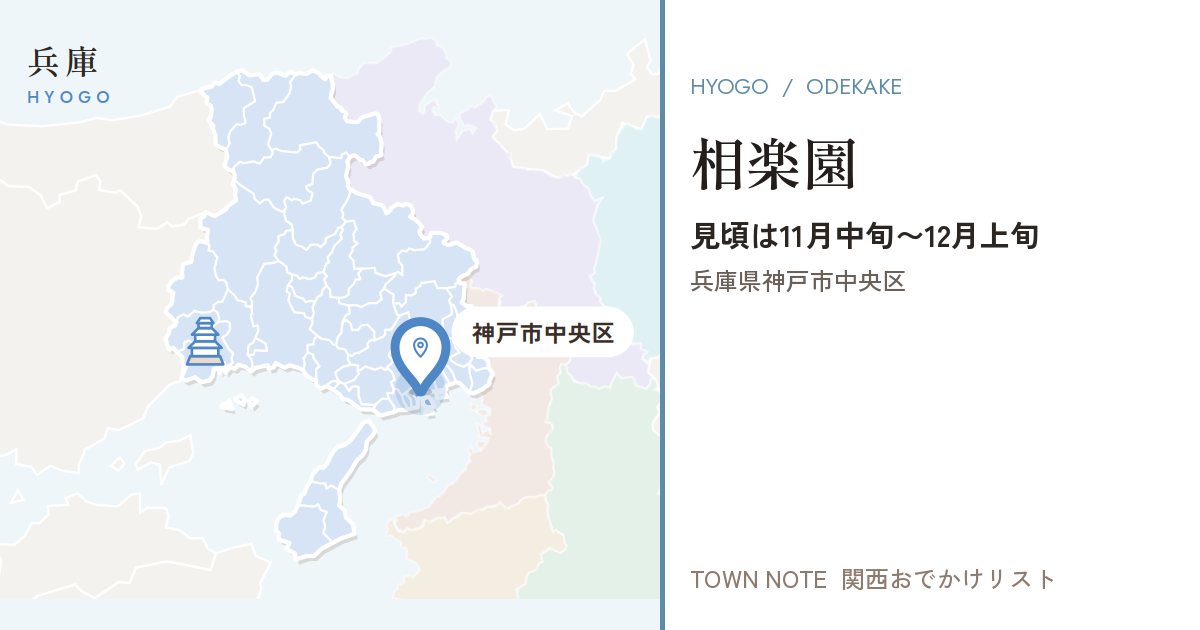 兵庫
HYOGO
神戸市中央区
HYOGO / ODEKAKE
相楽園
見頃は11月中旬〜12月上旬
兵庫県神戸市中央区
TOWN NOTE 関西おでかけリスト